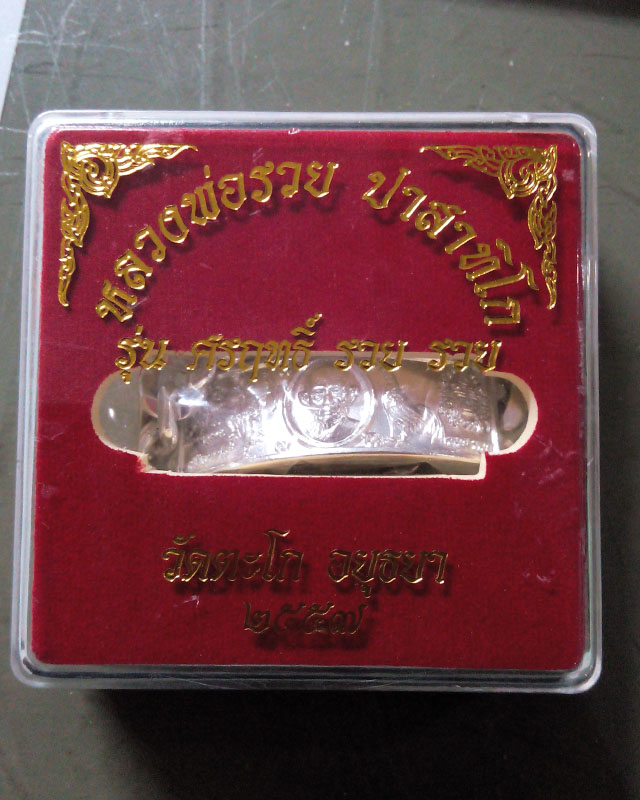 หลวงพ่อรวย ปาสาทิโก
รุ่น ศรฤทธิ์ รวย รวย
วัดตะโก อยุธยา
๒๕๕๗